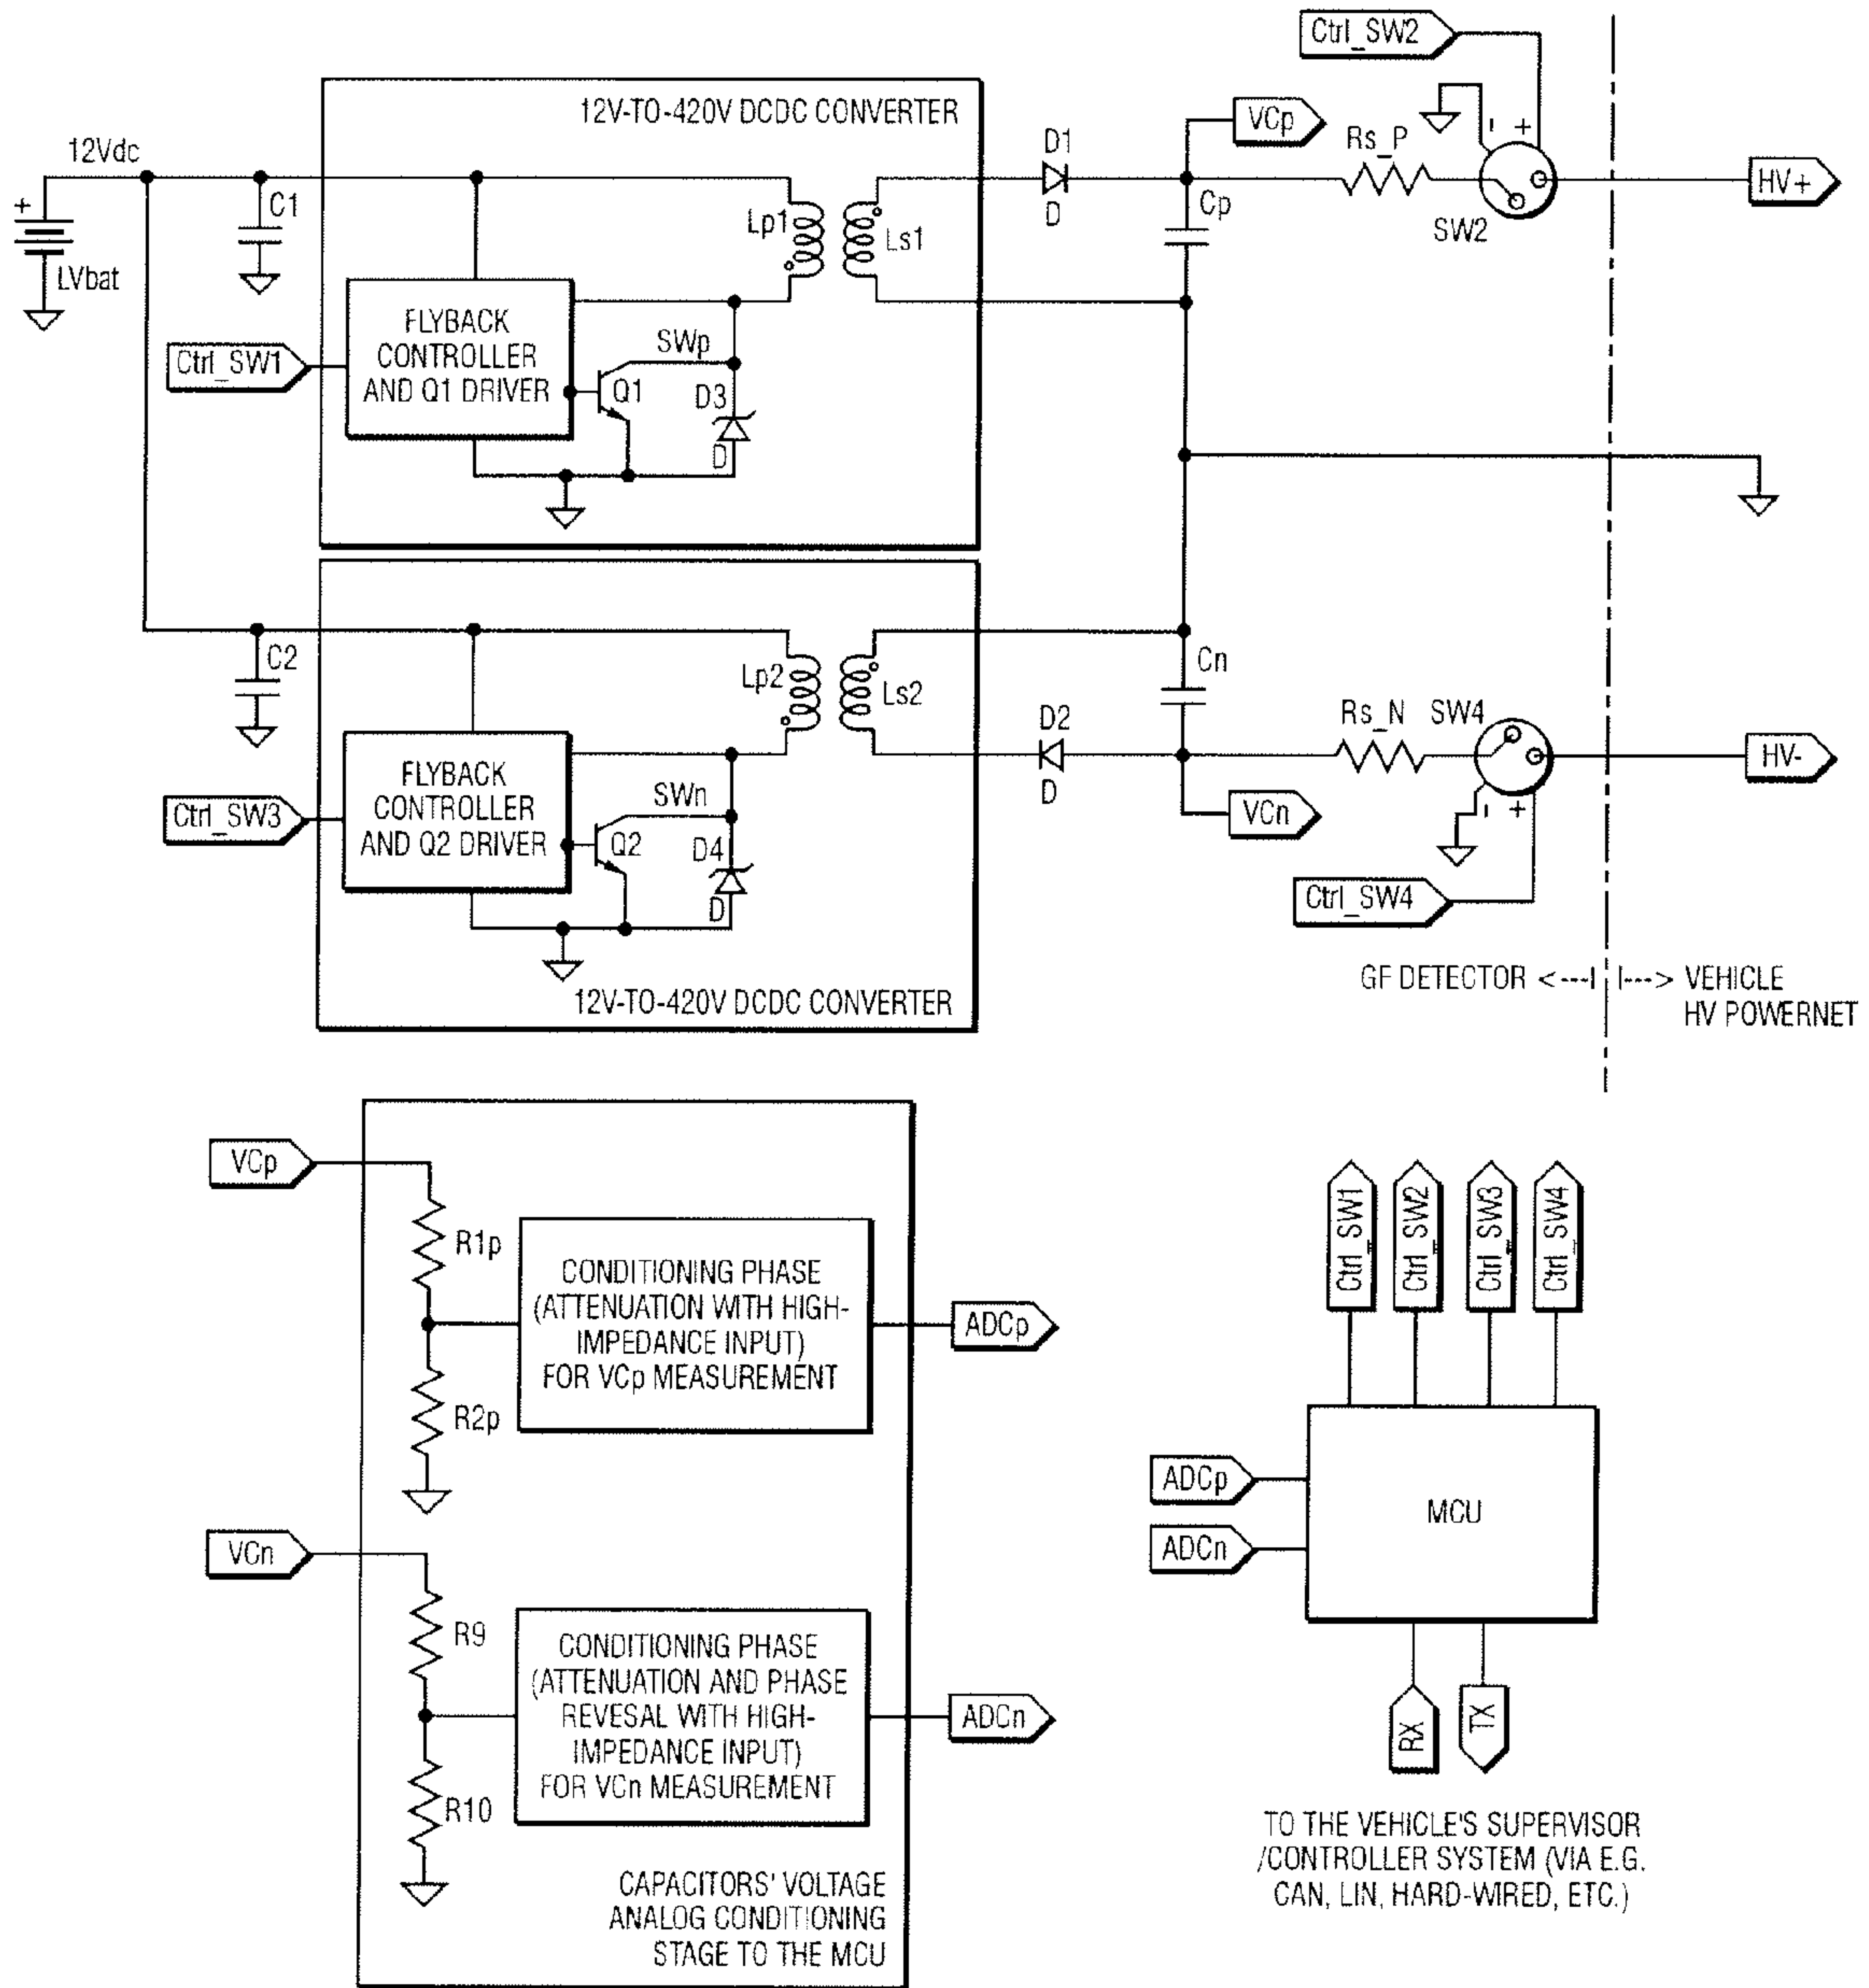 Ctrl_SW2
12V-TO-420V DCDC CONVERTER
12Vdc
VCp
D1
Rs_P
- +
+
C1
Lp1
Ls1
D
Cp
SW2
HV+
LVbat
FLYBACK
CONTROLLER
AND Q1 DRIVER
Ctrl_SW1
SWp
Q1
D3
D
C2
Lp2
Ls2
Cn
D2
Rs_N
SW4
D
HV-
FLYBACK
CONTROLLER
AND Q2 DRIVER
Ctrl_SW3
SWn
Q2
D4
D
VCn
- +
Ctrl_SW4
12V-TO-420V DCDC CONVERTER
GF DETECTOR <---| |---> VEHICLE
HV POWERNET
VCp
R1p
R2p
CONDITIONING PHASE
(ATTENUATION WITH HIGH-
IMPEDANCE INPUT)
FOR VCp MEASUREMENT
ADCp
VCn
R9
R10
CONDITIONING PHASE
(ATTENUATION AND PHASE
REVESAL WITH HIGH-
IMPEDANCE INPUT)
FOR VCn MEASUREMENT
ADCn
CAPACITORS' VOLTAGE
ANALOG CONDITIONING
STAGE TO THE MCU
Ctrl_SW1
Ctrl_SW2
Ctrl_SW3
Ctrl_SW4
ADCp
ADCn
MCU
RX
TX
TO THE VEHICLE'S SUPERVISOR
/CONTROLLER SYSTEM (VIA E.G.
CAN, LIN, HARD-WIRED, ETC.)